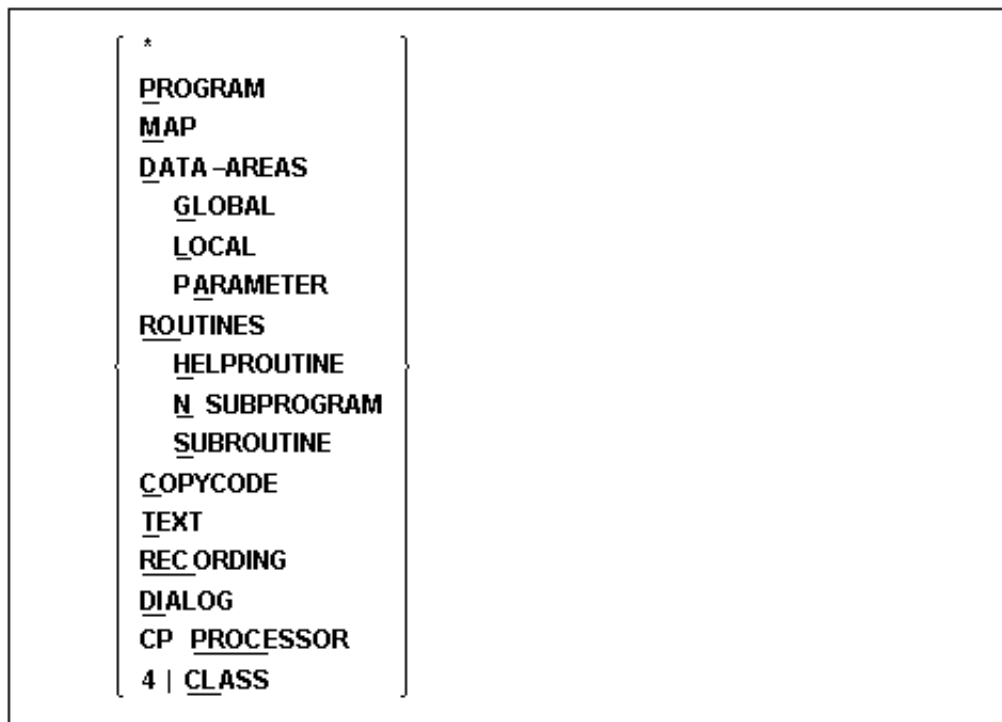 *
PROGRAM
MAP
DATA-AREAS
GLOBAL
LOCAL
PARAMETER
ROUTINES
HELPROUTINE
N SUBPROGRAM
SUBROUTINE
COPYCODE
TEXT
RECORDING
DIALOG
CP PROCESSOR
4 | CLASS